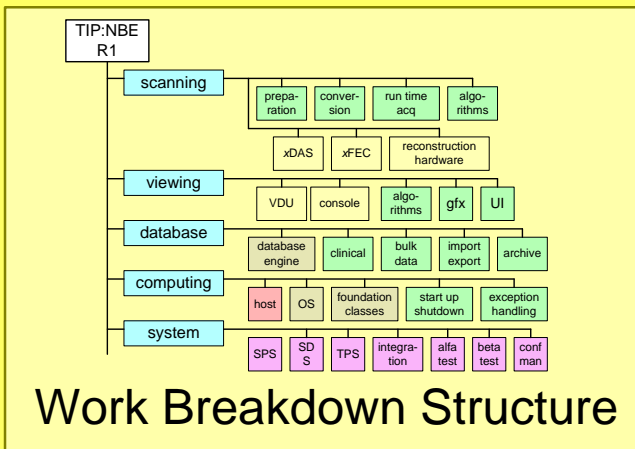 TIP:NBE
R1
scanning
prepa-
ration
conver-
sion
run time
acq
algo-
rithms
xDAS
xFEC
reconstruction
hardware
viewing
VDU
console
algo-
rithms
gfx
UI
database
database
engine
clinical
bulk
data
import
export
archive
computing
host
OS
foundation
classes
start up
shutdown
exception
handling
system
SPS
SD
S
TPS
integra-
tion
alfa
test
beta
test
conf
man
Work Breakdown Structure